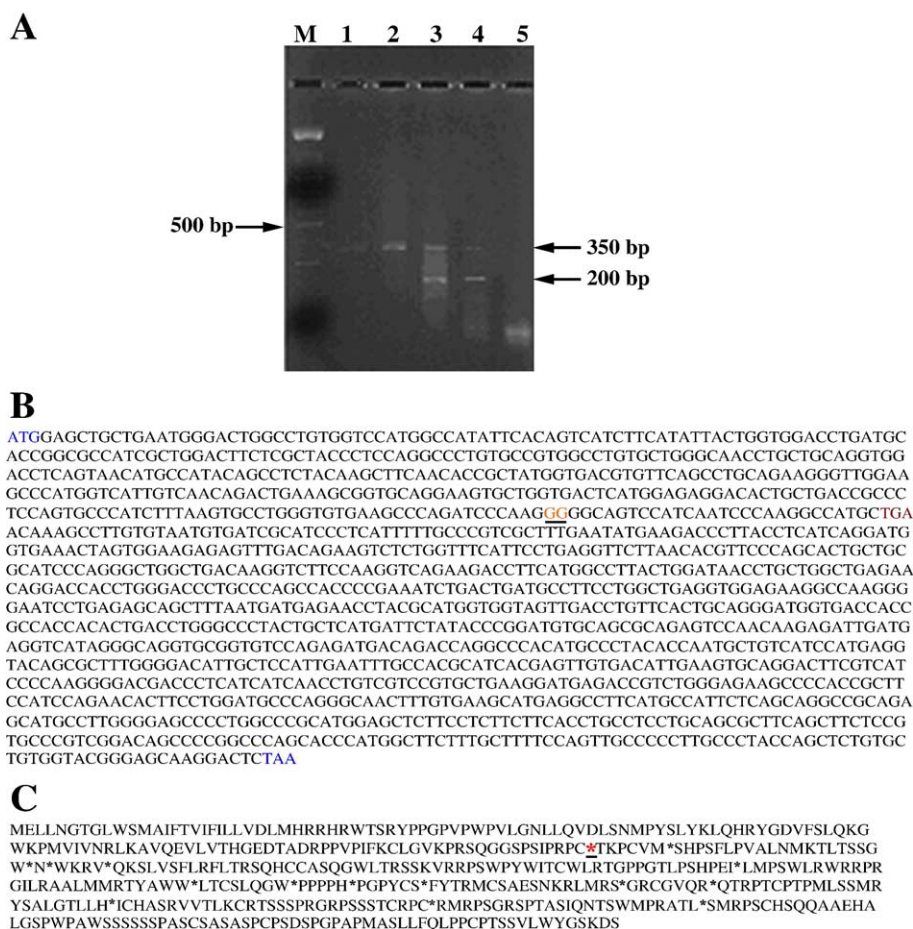 A
M 1 2 3 4 5
500 bp
350 bp
200 bp
B
ATGGAGCTGCTGAATGGGACTGGCCTGTGGTCCATGGCCATATTCACAGTCATCTTCATATTACTGGTGGACCTGATGC
ACCGGCGCCATCGCTGGACTTCTCGCTACCCTCCAGGCCCTGTGCCGTGGCCTGTGCTGGGCAACCTGCTGCAGGTGG
ACCTCAGTAACATGCCATACAGCCTCTACAAGCTTCAACACCGCTATGGTGACGTGTTCAGCCTGCAGAAGGGTTGGAA
GCCCATGGTCATTGTCAACAGACTGAAAGCGGTGCAGGAAGTGCTGGTGACTCATGGAGAGGACACTGCTGACCGCCC
TCCAGTGCCCATCTTTAAGTGCCTGGGTGTGAAGCCCAGATCCCAAGGGGGCAGTCCATCAATCCCAAGGCCATGCTGA
ACAAAGCCTTGTGTAATGTGATCGCATCCCTCATTTTTGCCCGTCGCTTTGAATATGAAGACCCTTACCTCATCAGGATG
GTGAAACTAGTGGAAGAGAGTTTGACAGAAGTCTCTGGTTTCATTCCTGAGGTTCTTAACACGTTCCCAGCACTGCTGC
GCATCCCAGGGCTGGCTGACAAGGTCTTCCAAGGTCAGAAGACCTTCATGGCCTTACTGGATAACCTGCTGGCTGAGAA
CAGGACCACCTGGGACCCTGCCCAGCCACCCCGAAATCTGACTGATGCCTTCCTGGCTGAGGTGGAGAAGGCCAAGGG
GAATCCTGAGAGCAGCTTTAATGATGAGAACCTACGCATGGTGGTAGTTGACCTGTTCACTGCAGGGATGGTGACCACC
GCCACCACACTGACCTGGGCCCTACTGCTCATGATTCTATACCCGGATGTGCAGCGCAGAGTCCAACAAGAGATTGATG
AGGTCATAGGGCAGGTGCGGTGTCCAGAGATGACAGACCAGGCCCACATGCCCTACACCAATGCTGTCATCCATGAGG
TACAGCGCTTTGGGGACATTGCTCCATTGAATTTGCCACGCATCACGAGTTGTGACATTGAAGTGCAGGACTTCGTCAT
CCCCAAGGGGACGACCCTCATCATCAACCTGTCGTCCGTGCTGAAGGATGAGACCGTCTGGGAGAAGCCCCACCGCTT
CCATCCAGAACACTTCCTGGATGCCCAGGGCAACTTTGTGAAGCATGAGGCCTTCATGCCATTCTCAGCAGGCCGCAGA
GCATGCCTTGGGGAGCCCCTGGCCCGCATGGAGCTCTTCCTCTTCTTCACCTGCCTCCTGCAGCGCTTCAGCTTCTCCG
TGCCCGTCGGACAGCCCCGGCCCAGCACCCATGGCTTCTTTGCTTTTCCAGTTGCCCCCTTGCCCTACCAGCTCTGTGC
TGTGGTACGGGAGCAAGGACTCTAA
C
MELLNGTGLWSMAIFTVIFILLVDLMHRRHRWTSRYPPGPVPWPVLGNLLQVDLSNMPYSLYKLQHRYGDVFSLQKG
WKPMVIVNRLKAVQEVLVTHGEDTADRPPVPIFKCLGVKPRSQGGSPSIPRPC*TKPCVM*SHPSFLPVALNMKTLTSSG
W*N*WKRV*QKSLVSFLRFLTRSQHCCASQGWLTRSSKVRRPSWPYWITCWLRTGPPGTLPSHPEI*LMPSWLRWRRPR
GILRAALMMRTYAWW*LTCSLQGW*PPPPH*PGPYCS*FYTRMCSAESNKRLMRS*GRCGVQR*QTRPTCPTPMLSSMR
YSALGTLLH*ICHASRVVTLKCRTSSSPRGRPSSSTCRPC*RMRPSGRSPTASIQNTSWMPRATL*SMRPSCHSQQAAEHA
LGSPWPAWSSSSSSPASCSASASPCPSDSPGPAPMASLLFQLPPCPTSSVLWYGSKDS